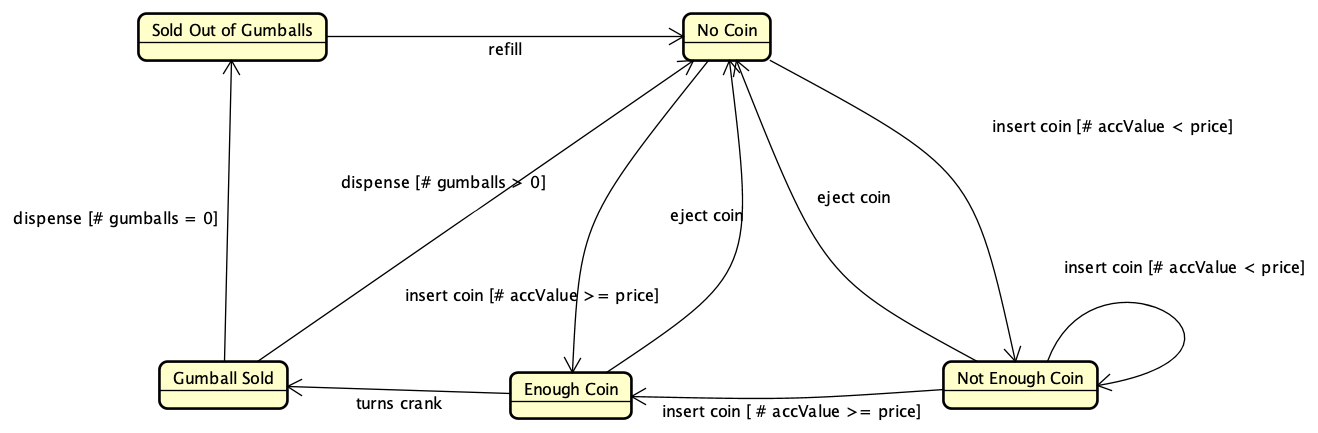 Sold Out of Gumballs
No Coin
refill
insert coin [# accValue < price]
dispense [# gumballs > 0]
eject coin
dispense [# gumballs = 0]
eject coin
insert coin [# accValue < price]
insert coin [# accValue >= price]
Gumball Sold
Enough Coin
Not Enough Coin
turns crank
insert coin [ # accValue >= price]